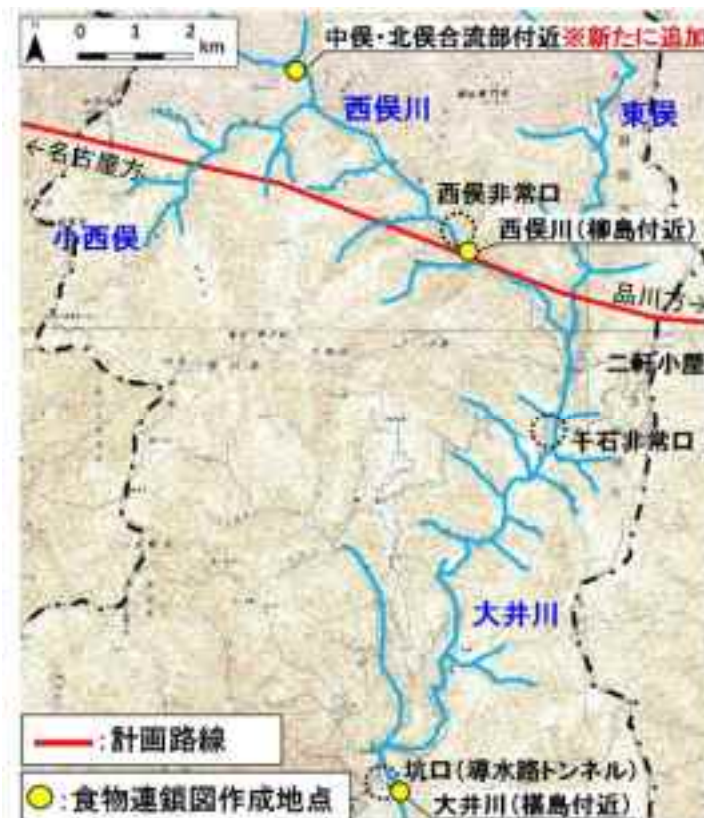 0 1 2
km
中俣・北俣合流部付近※新たに追加
西俣川
東俣
←名古屋方
西俣非常口
小西俣
西俣川(柳島付近)
品川方→
二軒小屋
千石非常口
大井川
:計画路線
坑口(導水路トンネル)
:食物連鎖図作成地点
大井川(椹島付近)